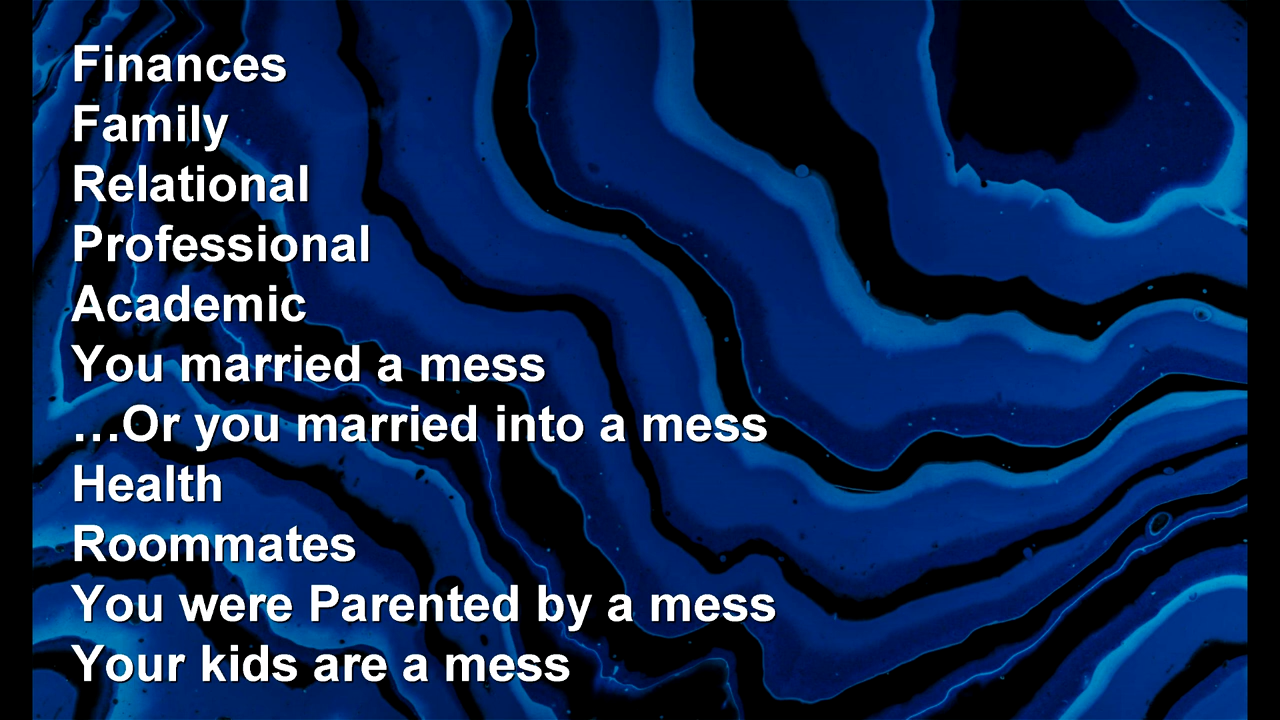 Finances
Family
Relational
Professional
Academic
You married a mess
…Or you married into a mess
Health
Roommates
You were Parented by a mess
Your kids are a mess